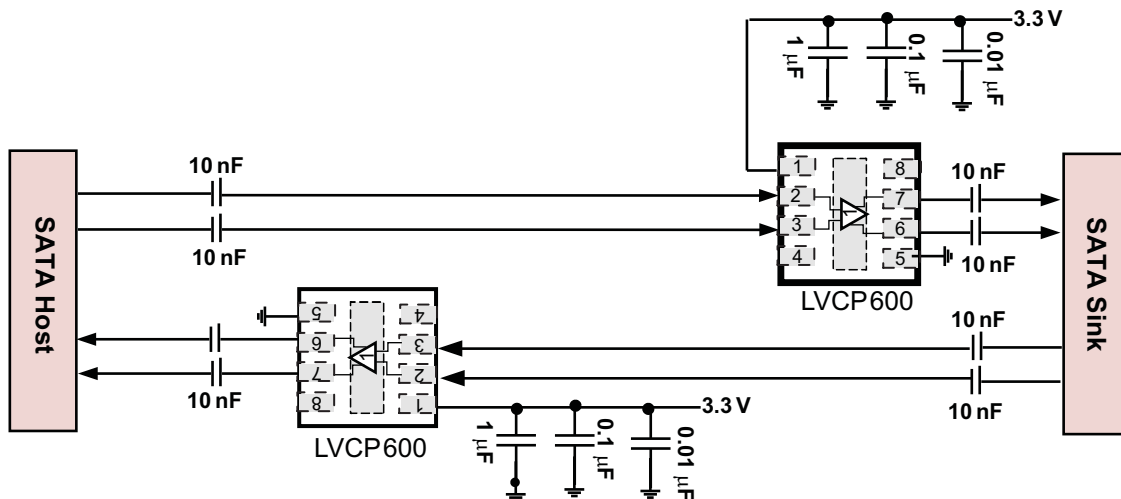 3.3 V
1 µF
0.1 µF
0.01 µF
10 nF
10 nF
SATA Host
1
2
3
4
8
7
6
5
1
10 nF
10 nF
SATA Sink
LVCP600
10 nF
10 nF
5
6
7
8
4
3
2
1
1
10 nF
10 nF
LVCP600
3.3 V
1 µF
0.1 µF
0.01 µF